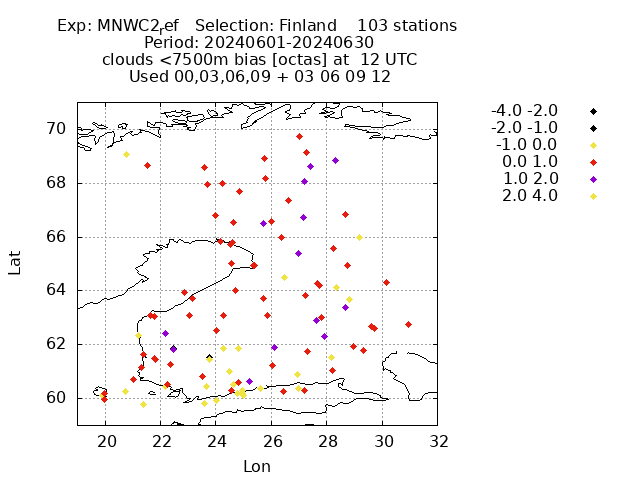 Exp: MNWC2ref Selection: Finland 103 stations
Period: 20240601-20240630
clouds <7500m bias [octas] at 12 UTC
Used 00,03,06,09 + 03 06 09 12
-4.0 -2.0
-2.0 -1.0
-1.0 0.0
0.0 1.0
1.0 2.0
2.0 4.0
70
68
66
64
62
60
Lat
20 22 24 26 28 30 32
Lon